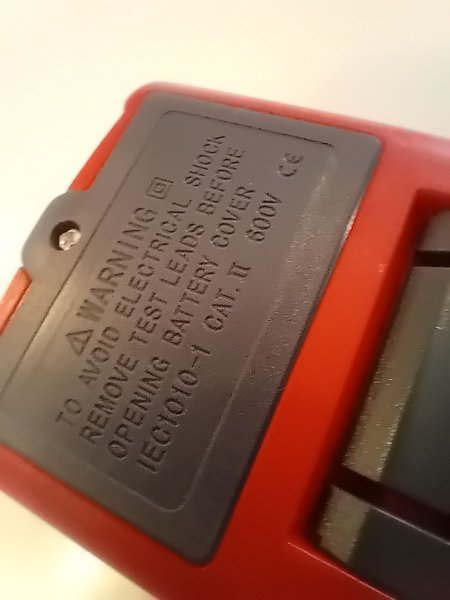 ⚠ WARNING ⧈
TO AVOID ELECTRICAL SHOCK
REMOVE TEST LEADS BEFORE
OPENING BATTERY COVER
IEC1010-1 CAT. II 600V CE